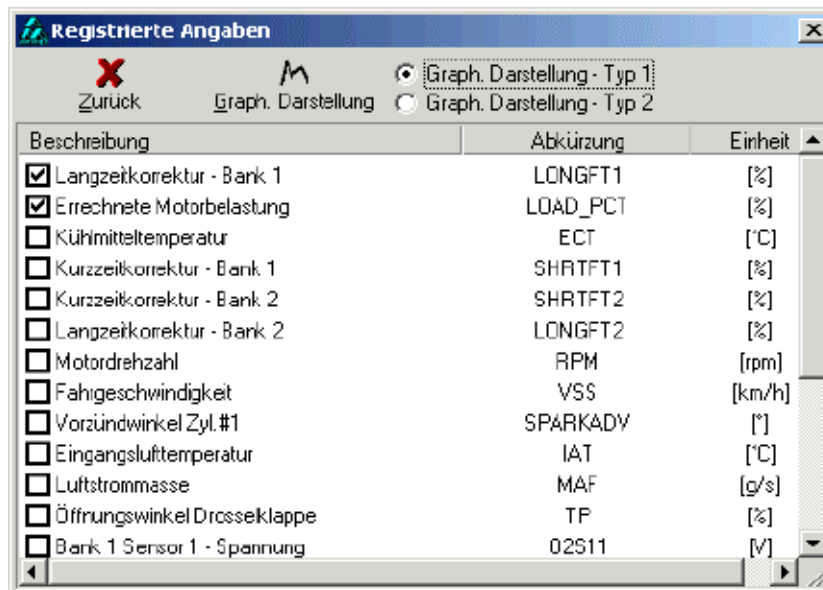 Registrierte Angaben
Zurück Graph. Darstellung Graph. Darstellung - Typ 1
Graph. Darstellung - Typ 2
Beschreibung Abkürzung Einheit
Langzeitkorrektur - Bank 1 LONGFT1 [%]
Errechnete Motorbelastung LOAD_PCT [%]
Kühlmitteltemperatur ECT [°C]
Kurzzeitkorrektur - Bank 1 SHRTFT1 [%]
Kurzzeitkorrektur - Bank 2 SHRTFT2 [%]
Langzeitkorrektur - Bank 2 LONGFT2 [%]
Motordrehzahl RPM [rpm]
Fahrgeschwindigkeit VSS [km/h]
Vorzündwinkel Zyl.#1 SPARKADV [°]
Eingangslufttemperatur IAT [°C]
Luftstrommasse MAF [g/s]
Öffnungswinkel Drosselklappe TP [%]
Bank 1 Sensor 1 - Spannung O2S11 [V]